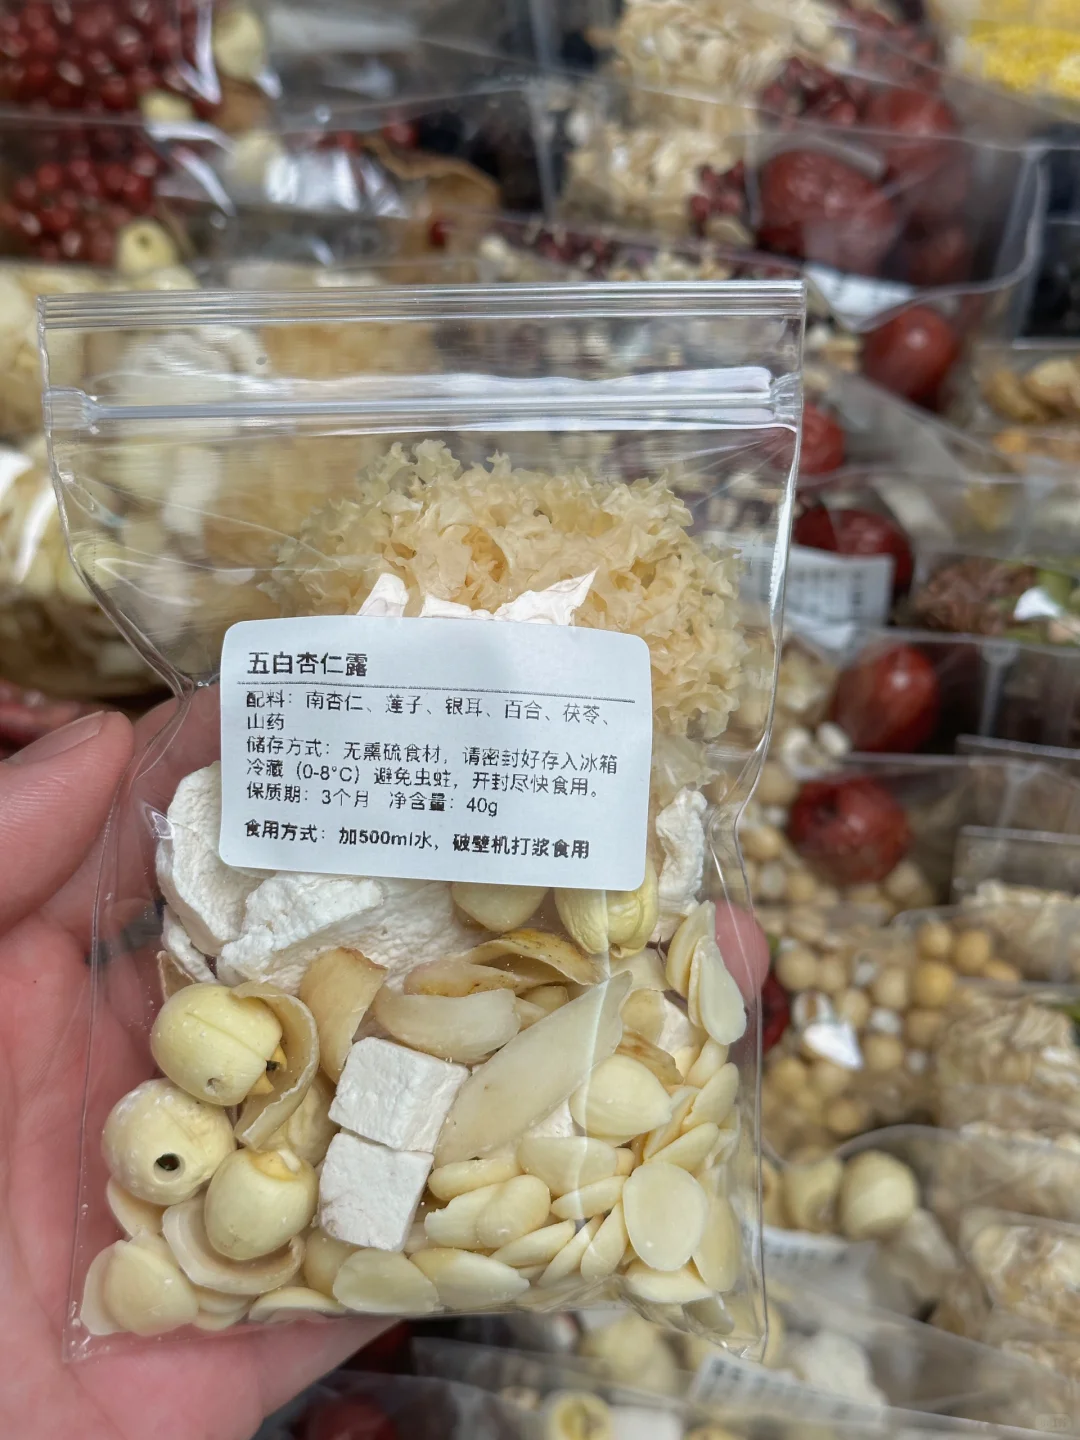 五白杏仁露
配料：南杏仁、莲子、银耳、百合、茯苓、
山药
储存方式：无熏硫食材，请密封好存入冰箱
冷藏（0-8°C）避免虫蛀，开封尽快食用。
保质期：3个月 净含量：40g
食用方式：加500ml水，破壁机打浆食用